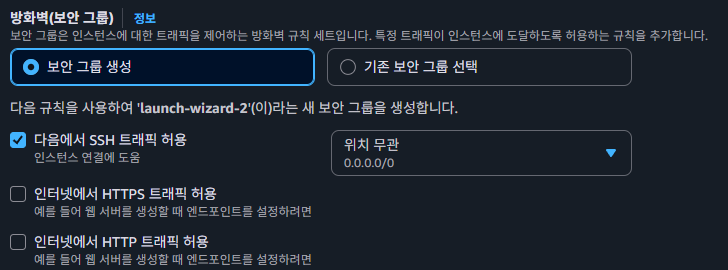 방화벽(보안 그룹) 정보
보안 그룹은 인스턴스에 대한 트래픽을 제어하는 방화벽 규칙 세트입니다. 특정 트래픽이 인스턴스에 도달하도록 허용하는 규칙을 추가합니다.
보안 그룹 생성
기존 보안 그룹 선택
다음 규칙을 사용하여 'launch-wizard-2'(이)라는 새 보안 그룹을 생성합니다.
다음에서 SSH 트래픽 허용
인스턴스 연결에 도움
위치 무관
0.0.0.0/0
인터넷에서 HTTPS 트래픽 허용
예를 들어 웹 서버를 생성할 때 엔드포인트를 설정하려면
인터넷에서 HTTP 트래픽 허용
예를 들어 웹 서버를 생성할 때 엔드포인트를 설정하려면